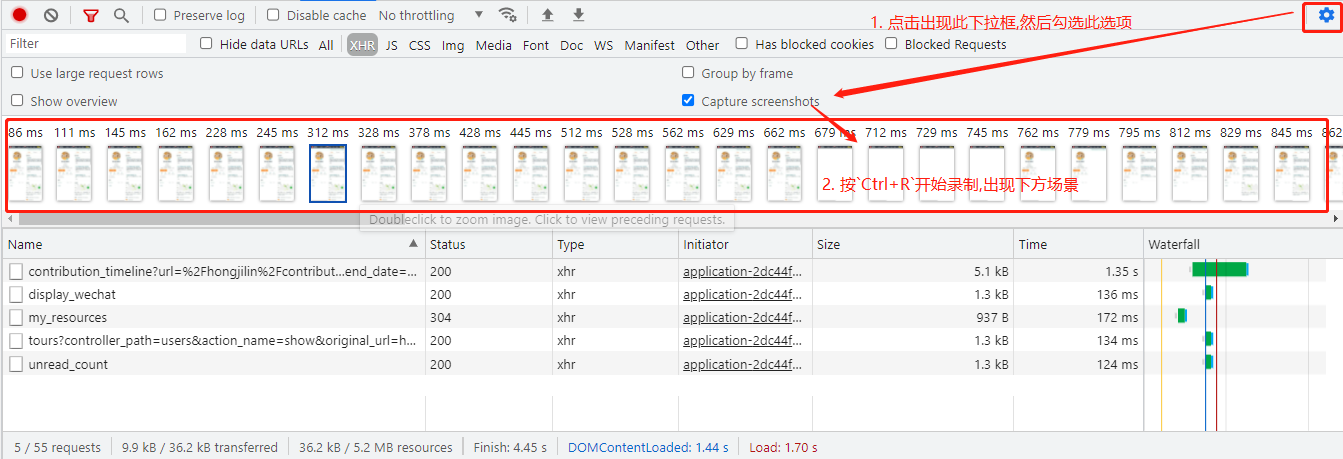 Preserve log Disable cache No throttling
1. 点击出现此下拉框,然后勾选此选项
Filter Hide data URLs All XHR JS CSS Img Media Font Doc WS Manifest Other Has blocked cookies Blocked Requests
Use large request rows Group by frame
Show overview Capture screenshots
86 ms 111 ms 145 ms 162 ms 228 ms 245 ms 312 ms 328 ms 378 ms 428 ms 445 ms 512 ms 528 ms 562 ms 629 ms 662 ms 679 ms 712 ms 729 ms 745 ms 762 ms 779 ms 795 ms 812 ms 829 ms 845 ms 862
2. 按`Ctrl+R`开始录制,出现下方场景
Doubleclick to zoom image. Click to view preceding requests.
Name Status Type Initiator Size Time Waterfall
contribution_timeline?url=%2Fhongjilin%2Fcontribut...end_date=... 200 xhr application-2dc44f... 5.1 kB 1.35 s
display_wechat 200 xhr application-2dc44f... 1.3 kB 136 ms
my_resources 304 xhr application-2dc44f... 937 B 172 ms
tours?controller_path=users&action_name=show&original_url=h... 200 xhr application-2dc44f... 1.3 kB 134 ms
unread_count 200 xhr application-2dc44f... 1.3 kB 124 ms
5 / 55 requests 9.9 kB / 36.2 kB transferred 36.2 kB / 5.2 MB resources Finish: 4.45 s DOMContentLoaded: 1.44 s Load: 1.70 s